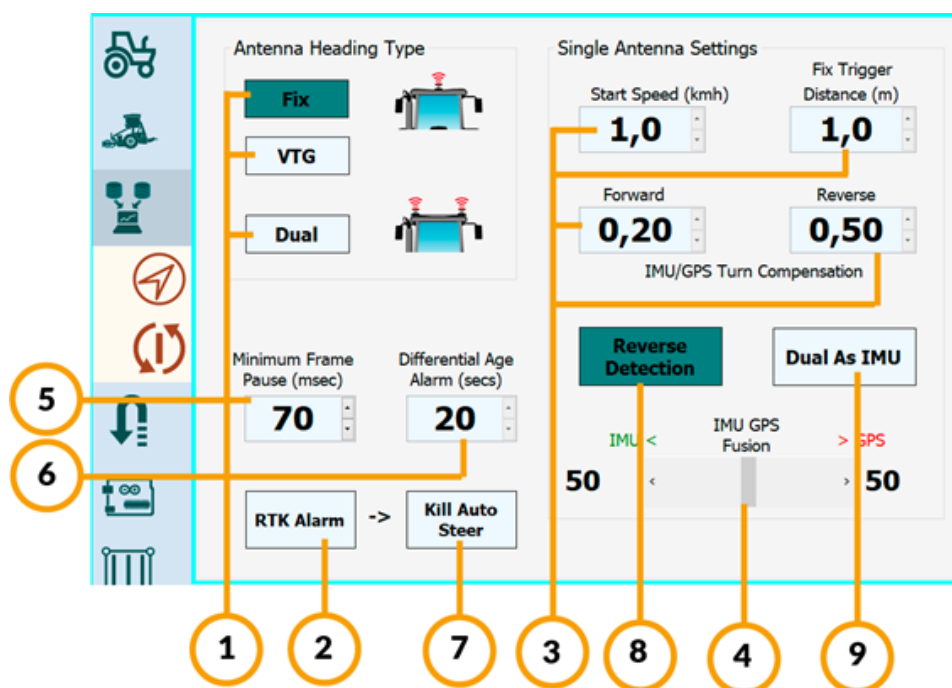 Antenna Heading Type
Fix
VTG
Dual
Single Antenna Settings
Start Speed (kmh)
Fix Trigger
Distance (m)
1,0
1,0
Forward
Reverse
0,20
0,50
IMU/GPS Turn Compensation
Minimum Frame
Pause (msec)
Differential Age
Alarm (secs)
70
20
Reverse
Detection
Dual As IMU
IMU <
IMU GPS
Fusion
> GPS
50
50
RTK Alarm
->
Kill Auto
Steer
5
6
1
2
7
3
8
4
9